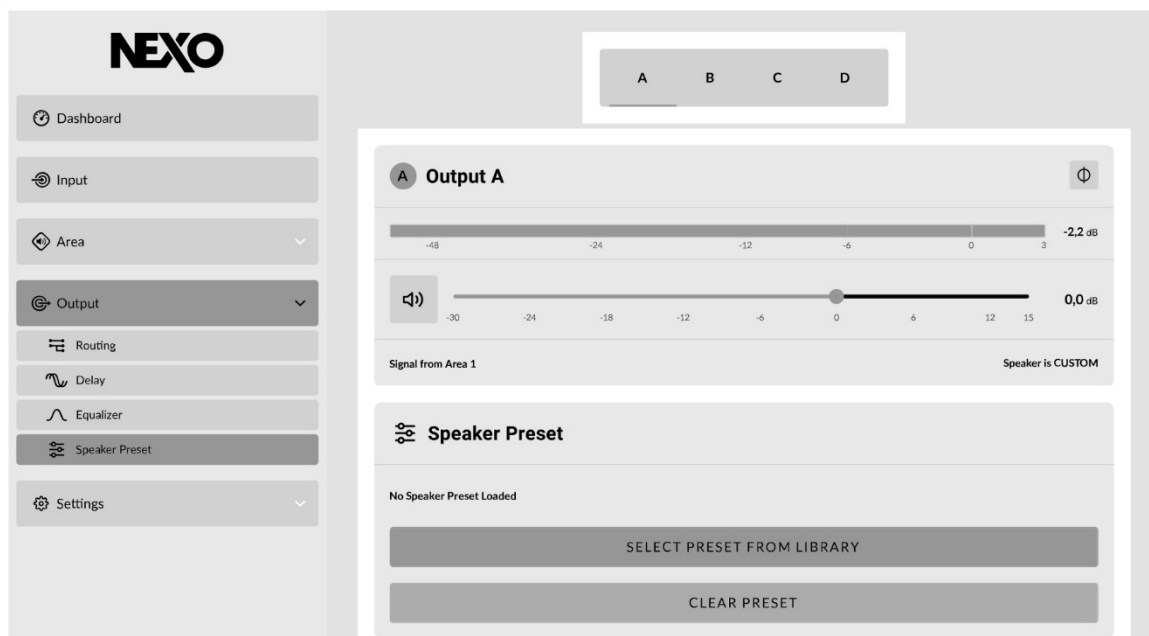 NEXO
Dashboard
Input
Area
Output
Routing
Delay
Equalizer
Speaker Preset
Settings
A B C D
A Output A
-2,2 dB
-48 -24 -12 -6 0 3
0,0 dB
-30 -24 -18 -12 -6 0 6 12 15
Signal from Area 1 Speaker is CUSTOM
Speaker Preset
No Speaker Preset Loaded
SELECT PRESET FROM LIBRARY
CLEAR PRESET